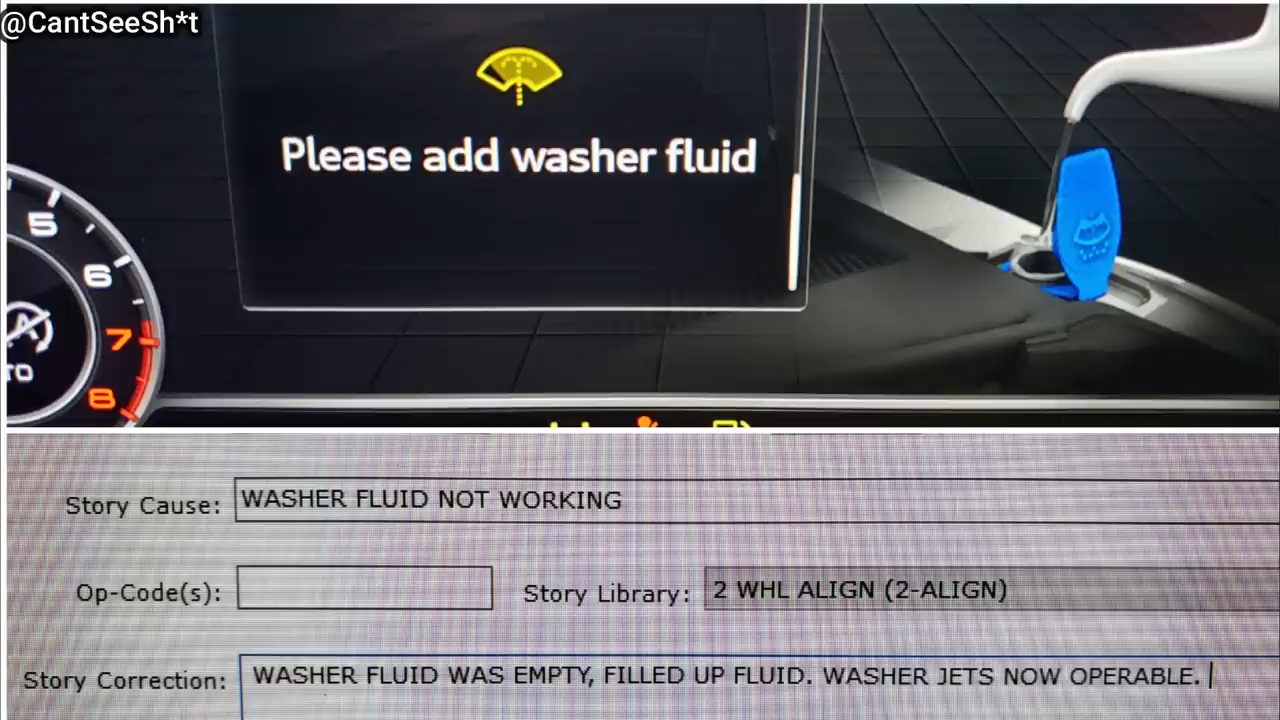 @CantSeeSh*t
Please add washer fluid
5
6
7
8
A
TO
Story Cause: WASHER FLUID NOT WORKING
Op-Code(s): Story Library: 2 WHL ALIGN (2-ALIGN)
Story Correction: WASHER FLUID WAS EMPTY, FILLED UP FLUID. WASHER JETS NOW OPERABLE.